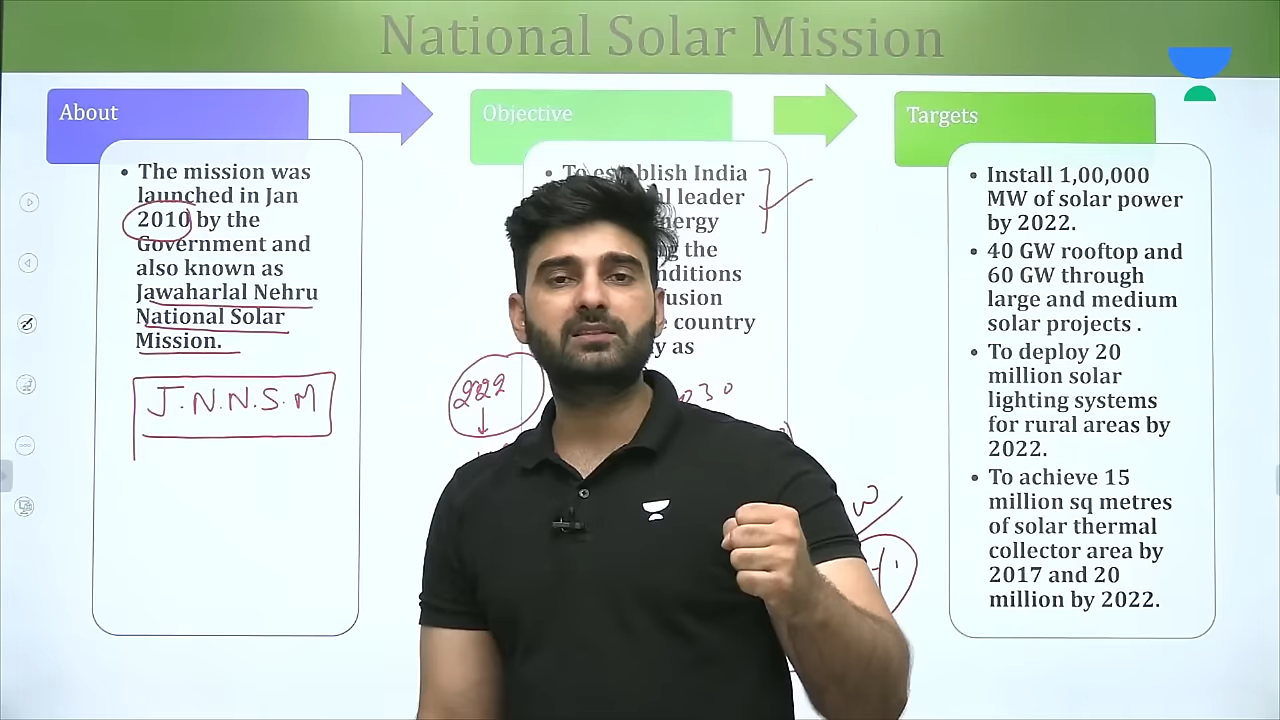 National Solar Mission
About
• The mission was
launched in Jan
2010 by the
Government and
also known as
Jawaharlal Nehru
National Solar
Mission.
J.N.N.S.M
Objective
• To establish India
leader
the
country
as
Targets
• Install 1,00,000
MW of solar power
by 2022.
• 40 GW rooftop and
60 GW through
large and medium
solar projects .
• To deploy 20
million solar
lighting systems
for rural areas by
2022.
• To achieve 15
million sq metres
of solar thermal
collector area by
2017 and 20
million by 2022.